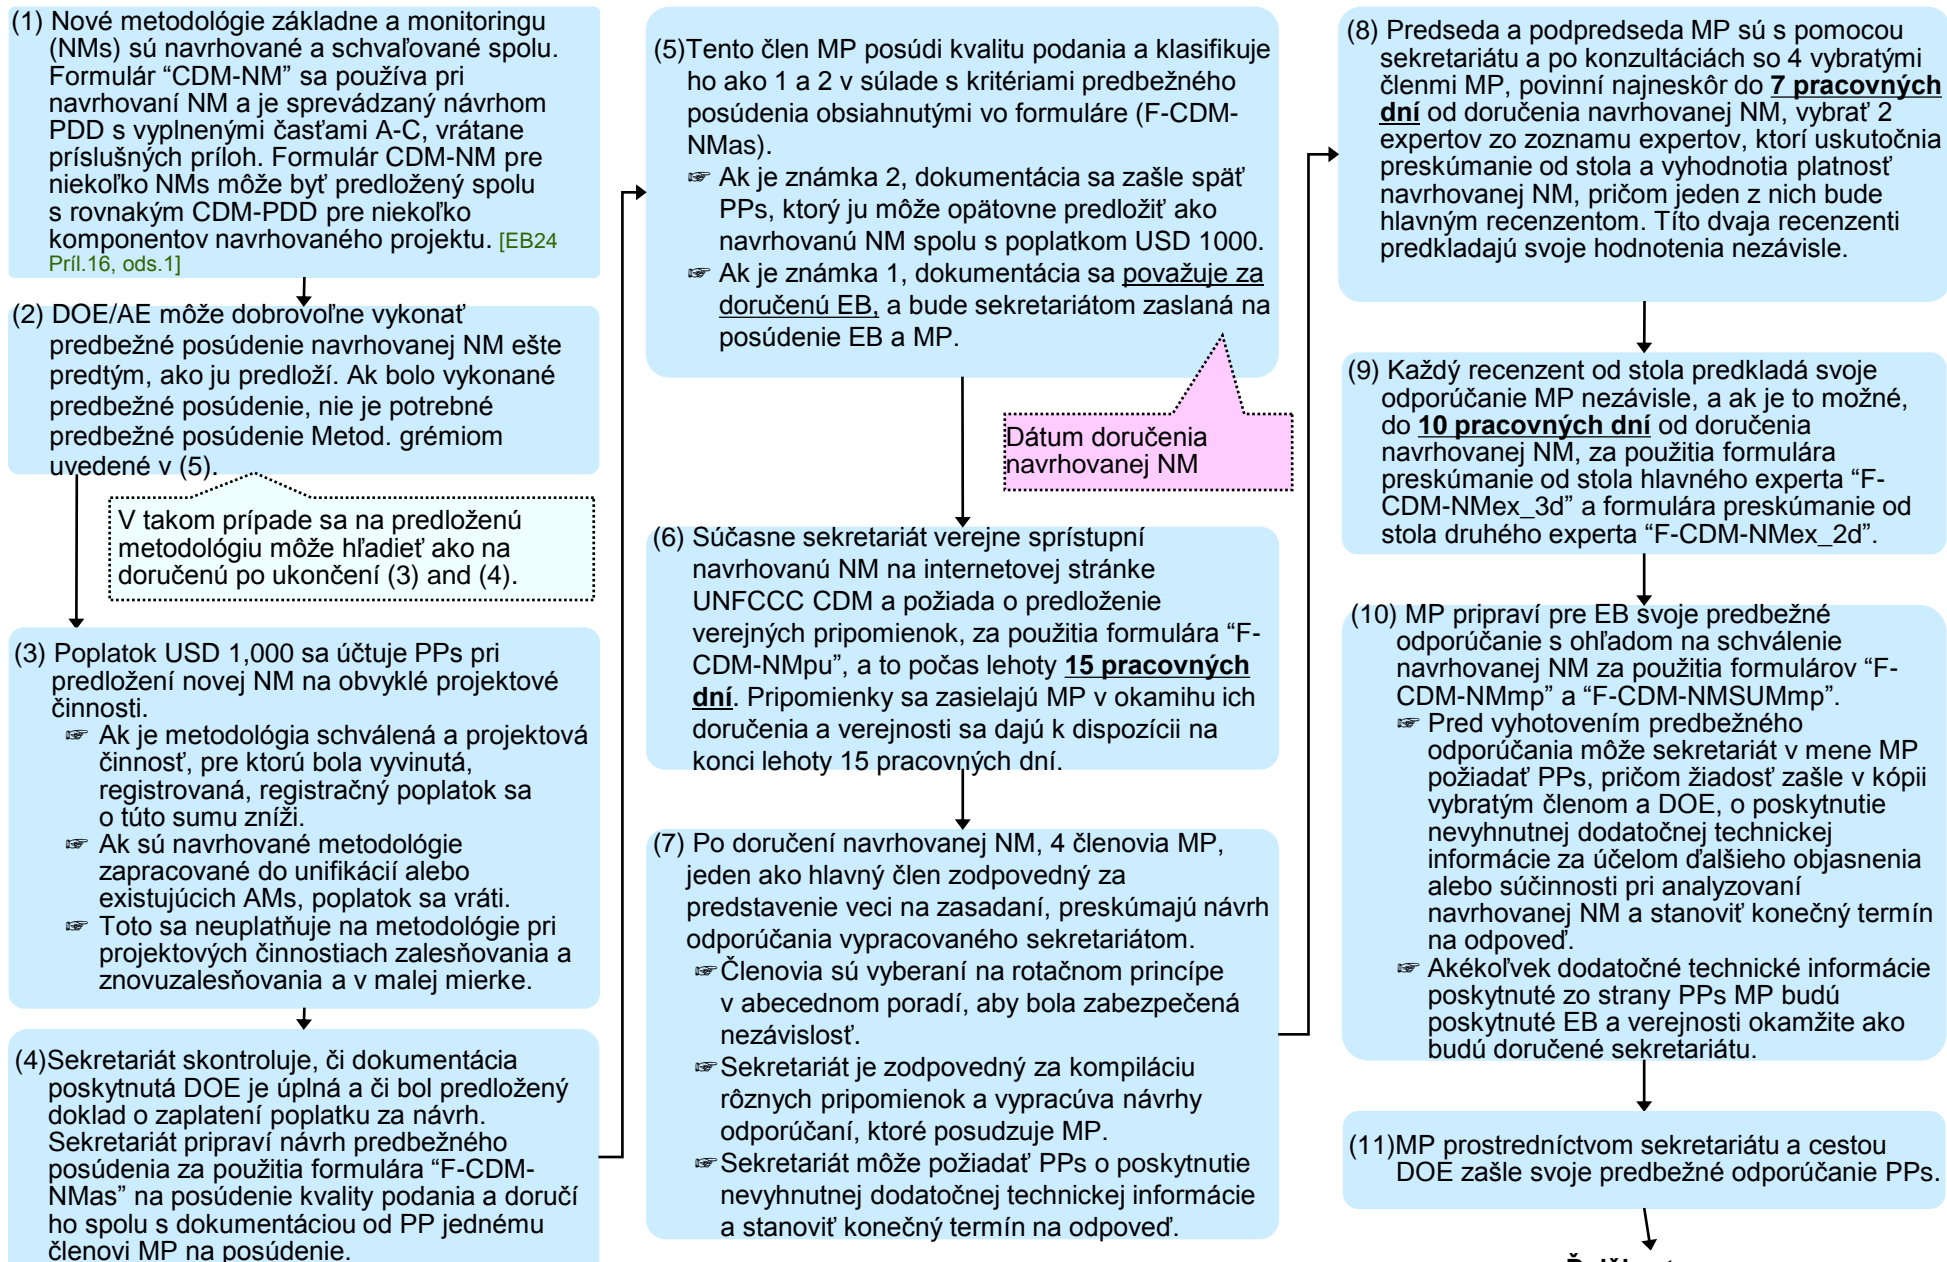 (1) Nové metodológie základne a monitoringu
(NMs) sú navrhované a schvaľované spolu.
Formulár “CDM-NM” sa používa pri
navrhovaní NM a je sprevádzaný návrhom
PDD s vyplnenými časťami A-C, vrátane
príslušných príloh. Formulár CDM-NM pre
niekoľko NMs môže byť predložený spolu
s rovnakým CDM-PDD pre niekoľko
komponentov navrhovaného projektu. [EB24
Príl.16, ods.1]
(2) DOE/AE môže dobrovoľne vykonať
predbežné posúdenie navrhovanej NM ešte
predtým, ako ju predloží. Ak bolo vykonané
predbežné posúdenie, nie je potrebné
predbežné posúdenie Metod. grémiom
uvedené v (5).
V takom prípade sa na predloženú
metodológiu môže hľadieť ako na
doručenú po ukončení (3) and (4).
(3) Poplatok USD 1,000 sa účtuje PPs pri
predložení novej NM na obvyklé projektové
činnosti.
☞ Ak je metodológia schválená a projektová
činnosť, pre ktorú bola vyvinutá,
registrovaná, registračný poplatok sa
o túto sumu zníži.
☞ Ak sú navrhované metodológie
zapracované do unifikácií alebo
existujúcich AMs, poplatok sa vráti.
☞ Toto sa neuplatňuje na metodológie pri
projektových činnostiach zalesňovania a
znovuzalesňovania a v malej mierke.
(4)Sekretariát skontroluje, či dokumentácia
poskytnutá DOE je úplná a či bol predložený
doklad o zaplatení poplatku za návrh.
Sekretariát pripraví návrh predbežného
posúdenia za použitia formulára “F-CDM-
NMas” na posúdenie kvality podania a doručí
ho spolu s dokumentáciou od PP jednému
členovi MP na posúdenie.
(5)Tento člen MP posúdi kvalitu podania a klasifikuje
ho ako 1 a 2 v súlade s kritériami predbežného
posúdenia obsiahnutými vo formuláre (F-CDM-
NMas).
☞ Ak je známka 2, dokumentácia sa zašle späť
PPs, ktorý ju môže opätovne predložiť ako
navrhovanú NM spolu s poplatkom USD 1000.
☞ Ak je známka 1, dokumentácia sa považuje za
doručenú EB, a bude sekretariátom zaslaná na
posúdenie EB a MP.
Dátum doručenia
navrhovanej NM
(6) Súčasne sekretariát verejne sprístupní
navrhovanú NM na internetovej stránke
UNFCCC CDM a požiada o predloženie
verejných pripomienok, za použitia formulára “F-
CDM-NMpu”, a to počas lehoty 15 pracovných
dní. Pripomienky sa zasielajú MP v okamihu ich
doručenia a verejnosti sa dajú k dispozícii na
konci lehoty 15 pracovných dní.
(7) Po doručení navrhovanej NM, 4 členovia MP,
jeden ako hlavný člen zodpovedný za
predstavenie veci na zasadaní, preskúmajú návrh
odporúčania vypracovaného sekretariátom.
☞Členovia sú vyberaní na rotačnom princípe
v abecednom poradí, aby bola zabezpečená
nezávislosť.
☞Sekretariát je zodpovedný za kompiláciu
rôznych pripomienok a vypracúva návrhy
odporúčaní, ktoré posudzuje MP.
☞Sekretariát môže požiadať PPs o poskytnutie
nevyhnutnej dodatočnej technickej informácie
a stanoviť konečný termín na odpoveď.
(8) Predseda a podpredseda MP sú s pomocou
sekretariátu a po konzultáciách so 4 vybratými
členmi MP, povinní najneskôr do 7 pracovných
dní od doručenia navrhovanej NM, vybrať 2
expertov zo zoznamu expertov, ktorí uskutočnia
preskúmanie od stola a vyhodnotia platnosť
navrhovanej NM, pričom jeden z nich bude
hlavným recenzentom. Títo dvaja recenzenti
predkladajú svoje hodnotenia nezávisle.
(9) Každý recenzent od stola predkladá svoje
odporúčanie MP nezávisle, a ak je to možné,
do 10 pracovných dní od doručenia
navrhovanej NM, za použitia formulára
preskúmanie od stola hlavného experta “F-
CDM-NMex_3d” a formulára preskúmanie od
stola druhého experta “F-CDM-NMex_2d”.
(10) MP pripraví pre EB svoje predbežné
odporúčanie s ohľadom na schválenie
navrhovanej NM za použitia formulárov “F-
CDM-NMmp” a “F-CDM-NMSUMmp”.
☞ Pred vyhotovením predbežného
odporúčania môže sekretariát v mene MP
požiadať PPs, pričom žiadosť zašle v kópii
vybratým členom a DOE, o poskytnutie
nevyhnutnej dodatočnej technickej
informácie za účelom ďalšieho objasnenia
alebo súčinnosti pri analyzovaní
navrhovanej NM a stanoviť konečný termín
na odpoveď.
☞ Akékoľvek dodatočné technické informácie
poskytnuté zo strany PPs MP budú
poskytnuté EB a verejnosti okamžite ako
budú doručené sekretariátu.
(11)MP prostredníctvom sekretariátu a cestou
DOE zašle svoje predbežné odporúčanie PPs.